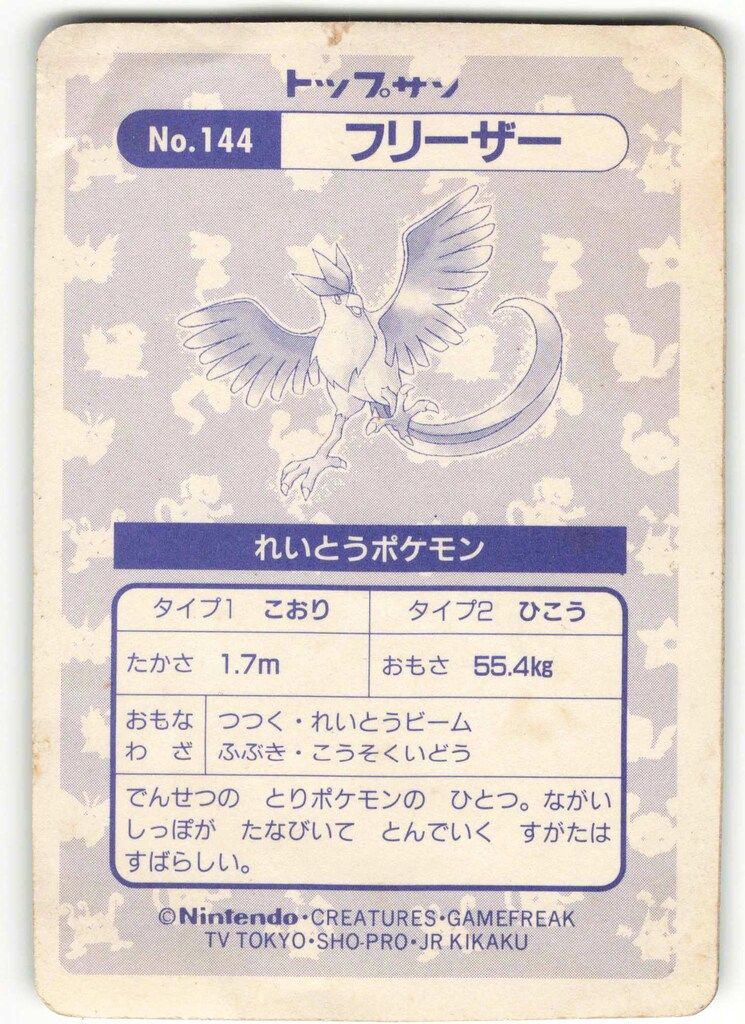 トップサン
No.144 フリーザー
れいとうポケモン
タイプ1 こおり タイプ2 ひこう
たかさ 1.7m おもさ 55.4kg
おもな つつく・れいとうビーム
わざ ふぶき・こうそくいどう
でんせつの とりポケモンの ひとつ。ながい
しっぽが たなびいて とんでいく すがたは
すばらしい。
©Nintendo・CREATURES・GAMEFREAK
TV TOKYO・SHO-PRO・JR KIKAKU